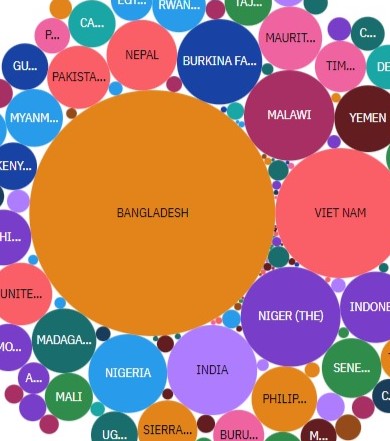 EGY...
RWAN...
TAJ...
CA...
P...
C...
NEPAL
MAURIT...
BURKINA FA...
GU...
TIM...
DE
PAKISTA...
MYANM...
MALAWI
YEMEN
KENY...
BANGLADESH
VIET NAM
HI...
UNITE...
INDONE
NIGER (THE)
MADAGA...
MO...
SENE...
INDIA
NIGERIA
A...
MALI
PHILIP...
C
SIERRA...
UG...
BURU...
M...